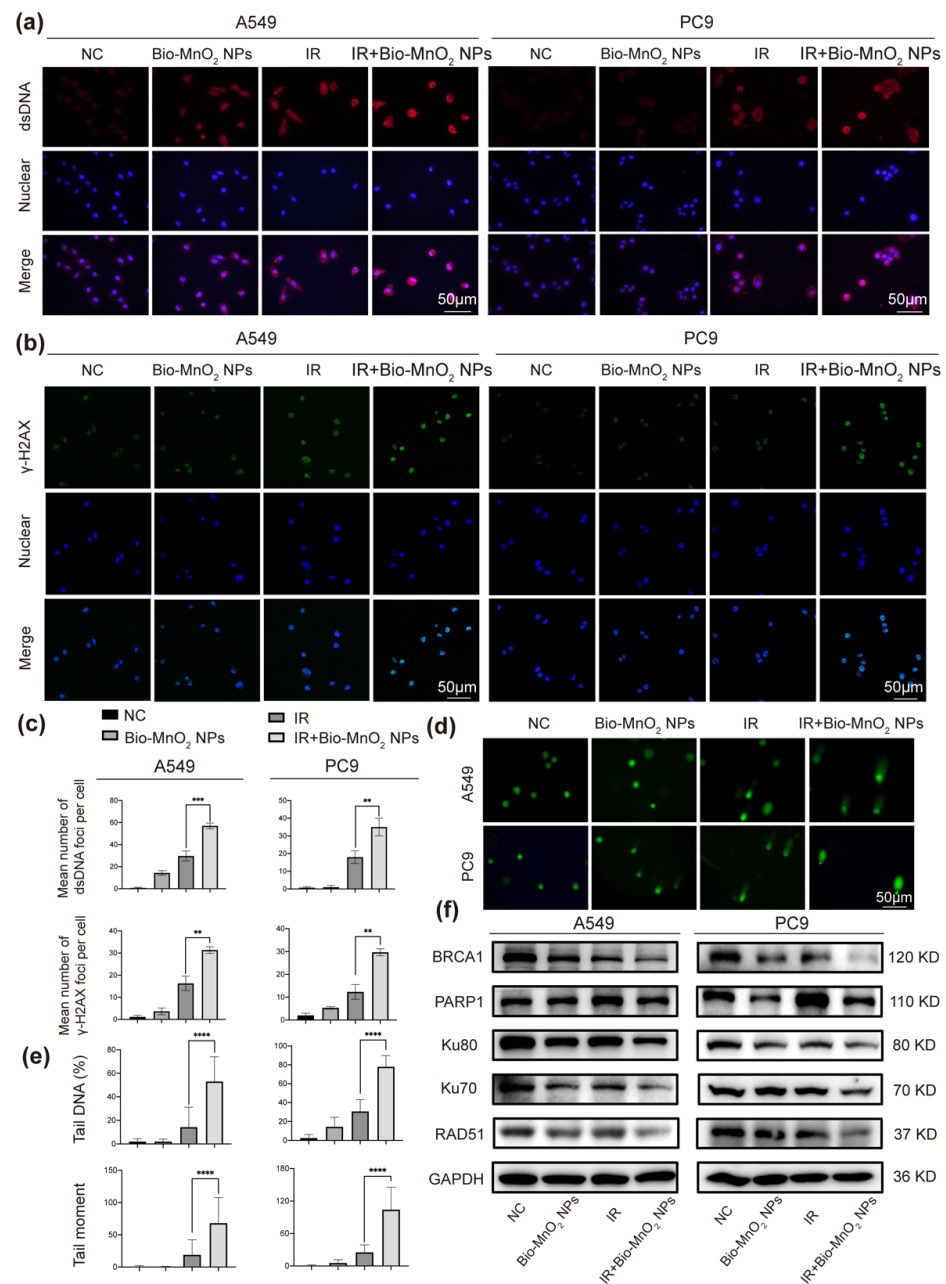 (a)
A549
PC9
NC Bio-MnO₂ NPs IR IR+Bio-MnO₂ NPs NC Bio-MnO₂ NPs IR IR+Bio-MnO₂ NPs
dsDNA
Nuclear
Merge
50μm 50μm
(b)
A549
PC9
NC Bio-MnO₂ NPs IR IR+Bio-MnO₂ NPs NC Bio-MnO₂ NPs IR IR+Bio-MnO₂ NPs
γ-H2AX
Nuclear
Merge
50μm 50μm
(c)
NC IR
Bio-MnO₂ NPs IR+Bio-MnO₂ NPs
A549 PC9
Mean number of
dsDNA foci per cell
80
60
40
20
0
***
50
40
30
20
10
0
**
Mean number of
γ-H2AX foci per cell
40
30
20
10
0
**
40
30
20
10
0
**
(e)
Tail DNA (%)
80
60
40
20
0
****
100
80
60
40
20
0
****
Tail moment
150
100
50
0
****
180
120
60
0
****
(d)
NC Bio-MnO₂ NPs IR IR+Bio-MnO₂ NPs
A549
PC9
50μm
(f)
A549 PC9
BRCA1 120 KD
PARP1 110 KD
Ku80 80 KD
Ku70 70 KD
RAD51 37 KD
GAPDH 36 KD
NC Bio-MnO₂ NPs IR IR+Bio-MnO₂ NPs NC Bio-MnO₂ NPs IR IR+Bio-MnO₂ NPs